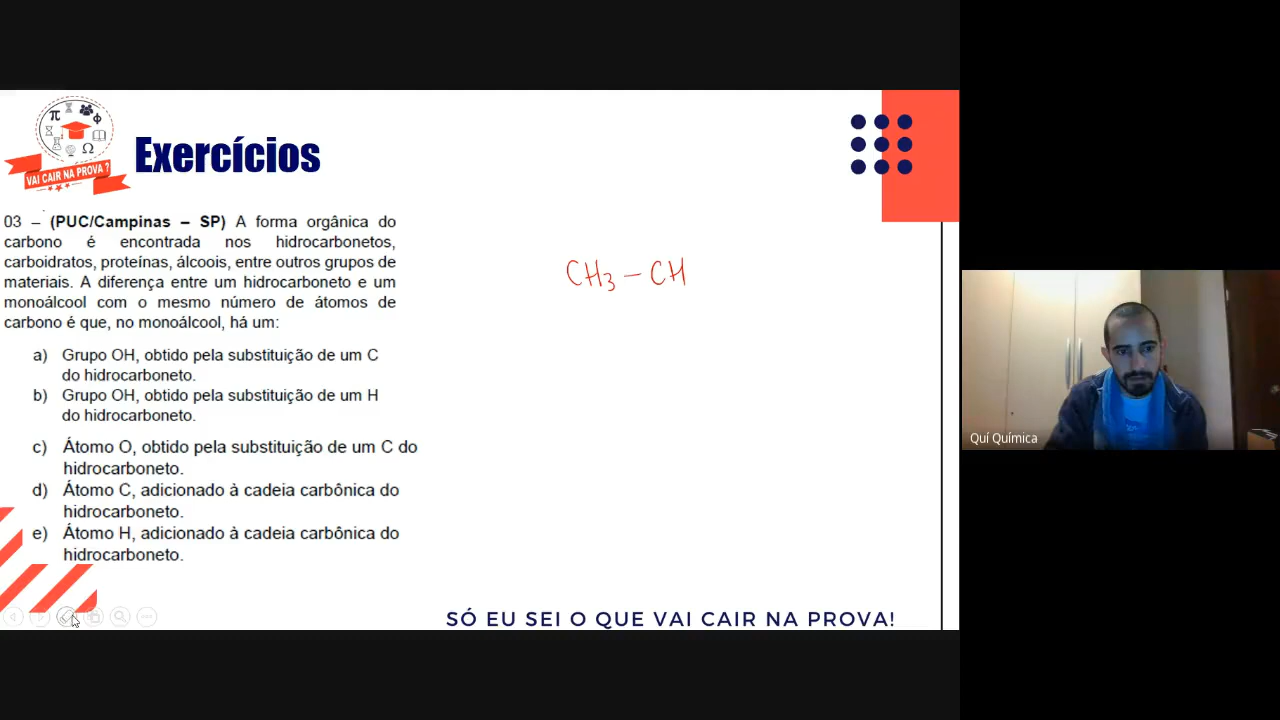 π
Φ
Ω
VAI CAIR NA PROVA ?
Exercícios
03 – (PUC/Campinas – SP) A forma orgânica do
carbono é encontrada nos hidrocarbonetos,
carboidratos, proteínas, álcoois, entre outros grupos de
materiais. A diferença entre um hidrocarboneto e um
monoálcool com o mesmo número de átomos de
carbono é que, no monoálcool, há um:
a) Grupo OH, obtido pela substituição de um C
do hidrocarboneto.
b) Grupo OH, obtido pela substituição de um H
do hidrocarboneto.
c) Átomo O, obtido pela substituição de um C do
hidrocarboneto.
d) Átomo C, adicionado à cadeia carbônica do
hidrocarboneto.
e) Átomo H, adicionado à cadeia carbônica do
hidrocarboneto.
CH3 – CH
SÓ EU SEI O QUE VAI CAIR NA PROVA!
Quí Química